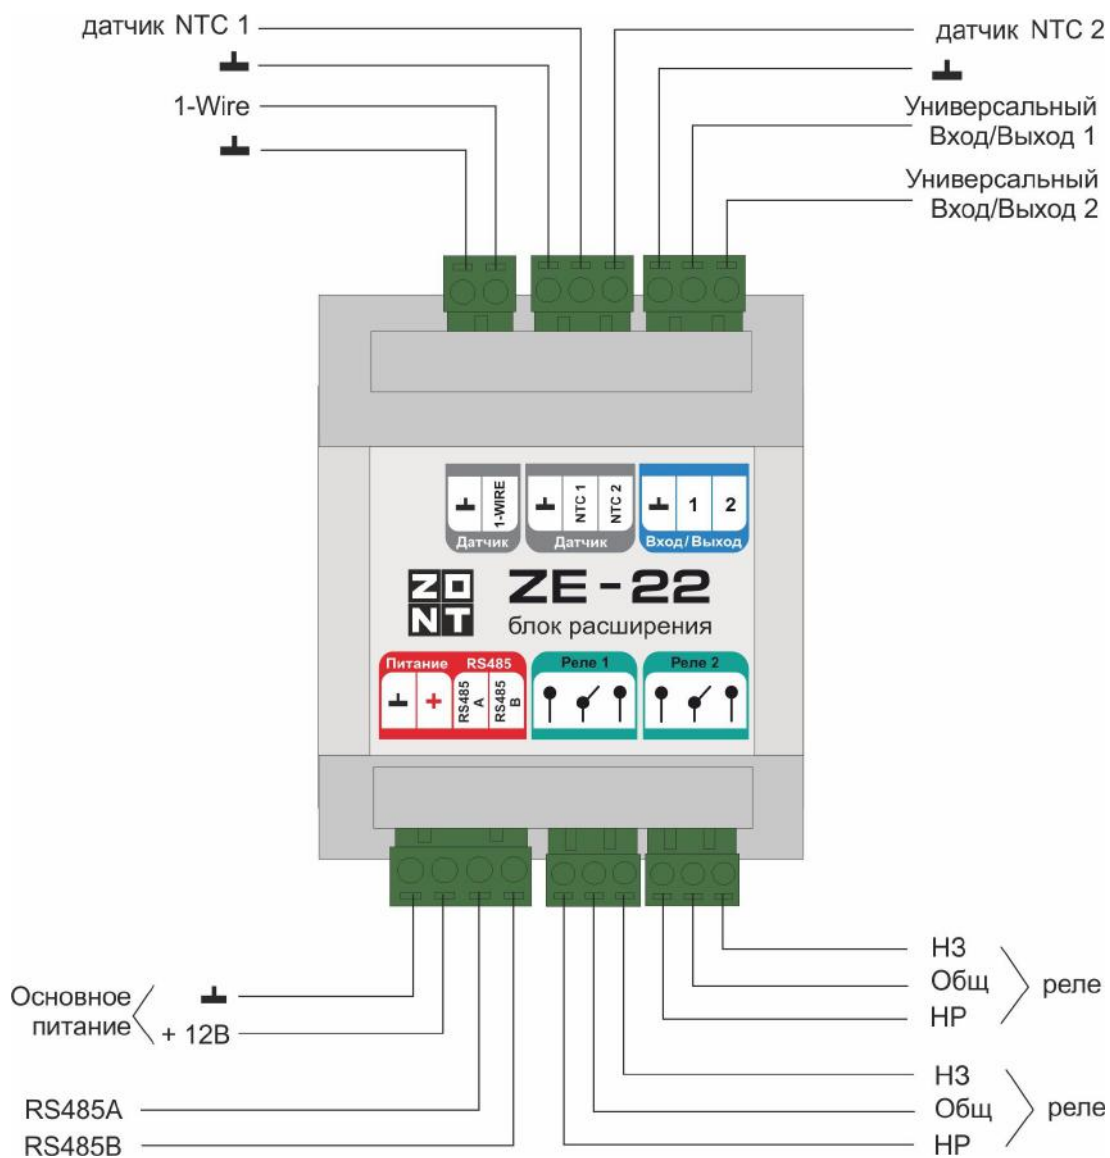 датчик NTC 1
1-Wire
датчик NTC 2
Универсальный
Вход/Выход 1
Универсальный
Вход/Выход 2
1-WIRE
Датчик
NTC 1
NTC 2
Датчик
1
2
Вход/Выход
ZONT
ZE-22
блок расширения
Питание
RS485
+
RS485
A
RS485
B
Реле 1
Реле 2
Основное
питание
+ 12В
RS485A
RS485B
НЗ
Общ
НР
реле
НЗ
Общ
НР
реле